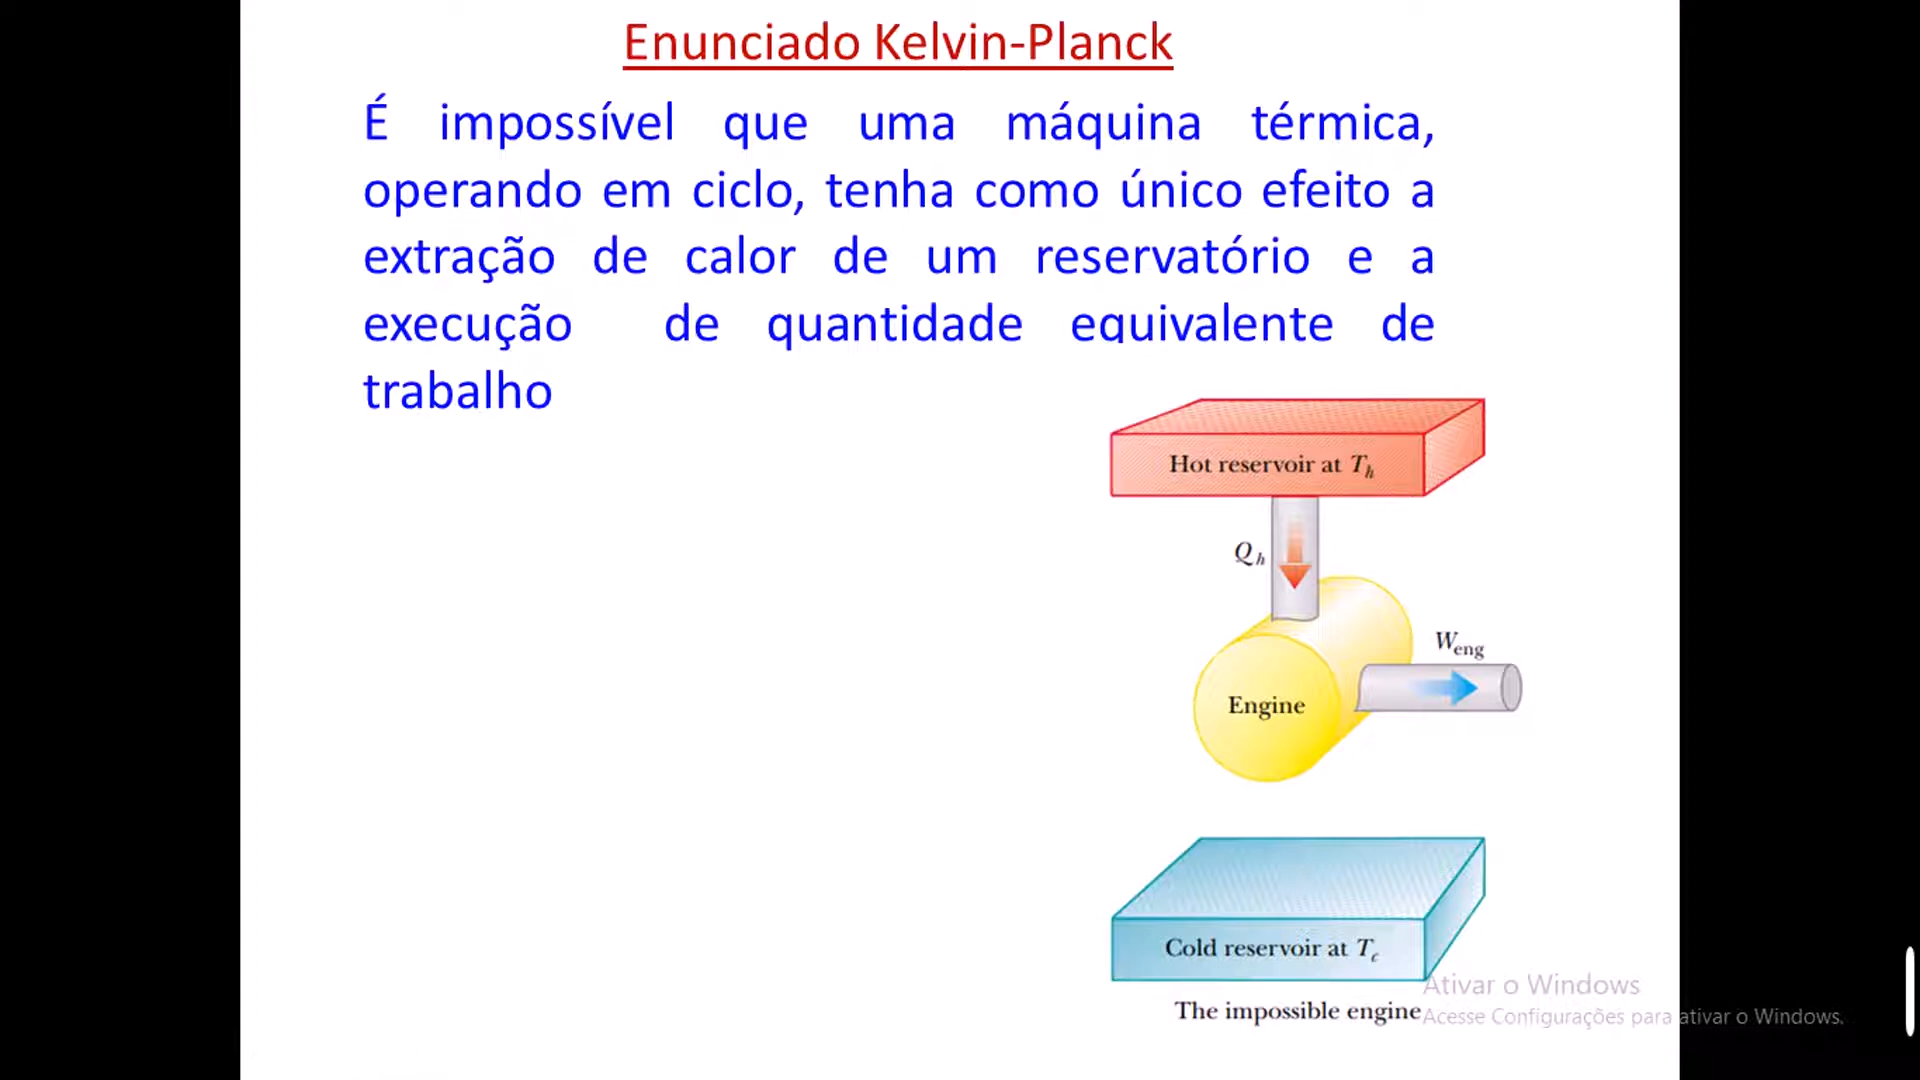 Enunciado Kelvin-Planck
É impossível que uma máquina térmica,
operando em ciclo, tenha como único efeito a
extração de calor de um reservatório e a
execução de quantidade equivalente de
trabalho
Hot reservoir at Th
Qh
Weng
Engine
Cold reservoir at Tc
The impossible engine
Ativar o Windows
Acesse Configurações para ativar o Windows.